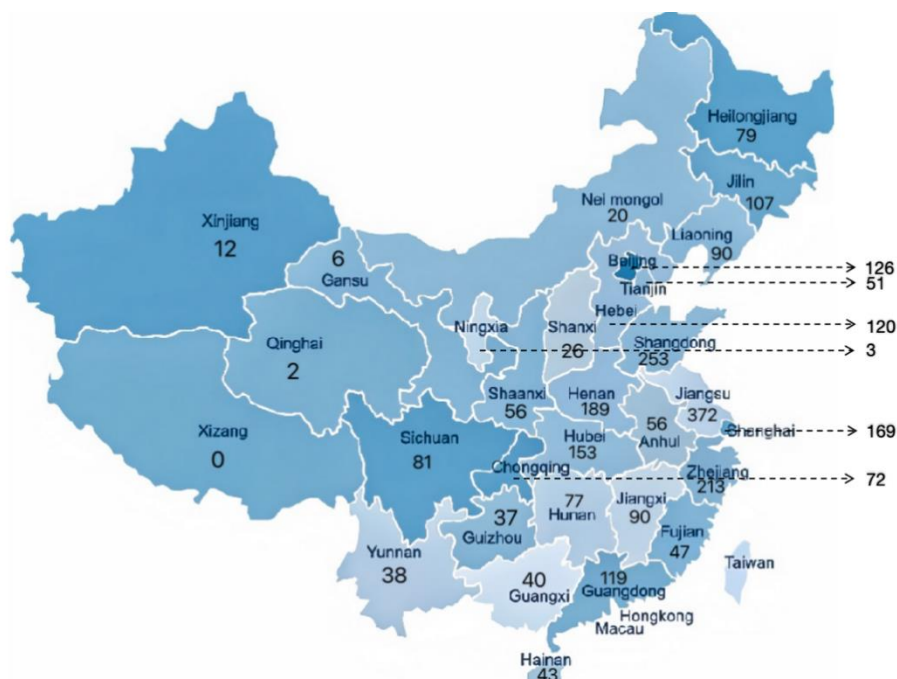 Heilongjiang
79
Jilin
107
Nei mongol
20
Xinjiang
12
Liaoning
90
6
Gansu
Beijing
126
Tianjin
51
Hebei
120
Ningxia
3
Shanxi
26
Shangdong
253
Qinghai
2
Shaanxi
56
Henan
189
Jiangsu
372
Xizang
0
Sichuan
81
Hubei
153
56
Anhul
Shanghai
169
Chongqing
72
Zheijang
213
37
Guizhou
77
Hunan
Jiangxi
90
Fujian
47
Yunnan
38
40
Guangxi
119
Guangdong
Taiwan
Hongkong
Macau
Hainan
43